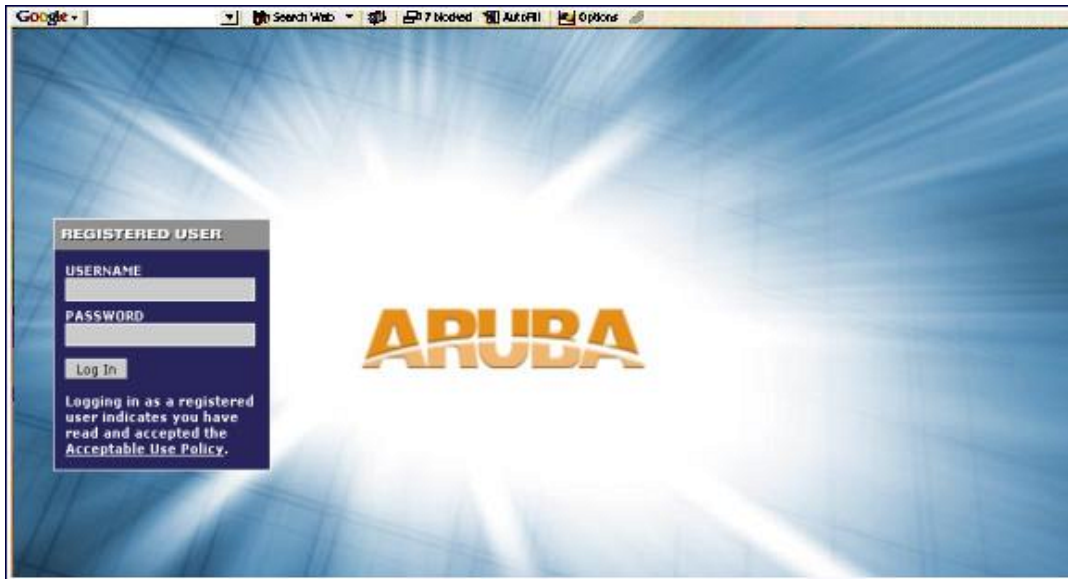 Google Search Web 7 blocked AutoFill Options
REGISTERED USER
USERNAME
PASSWORD
Log In
Logging in as a registered
user indicates you have
read and accepted the
Acceptable Use Policy.
ARUBA